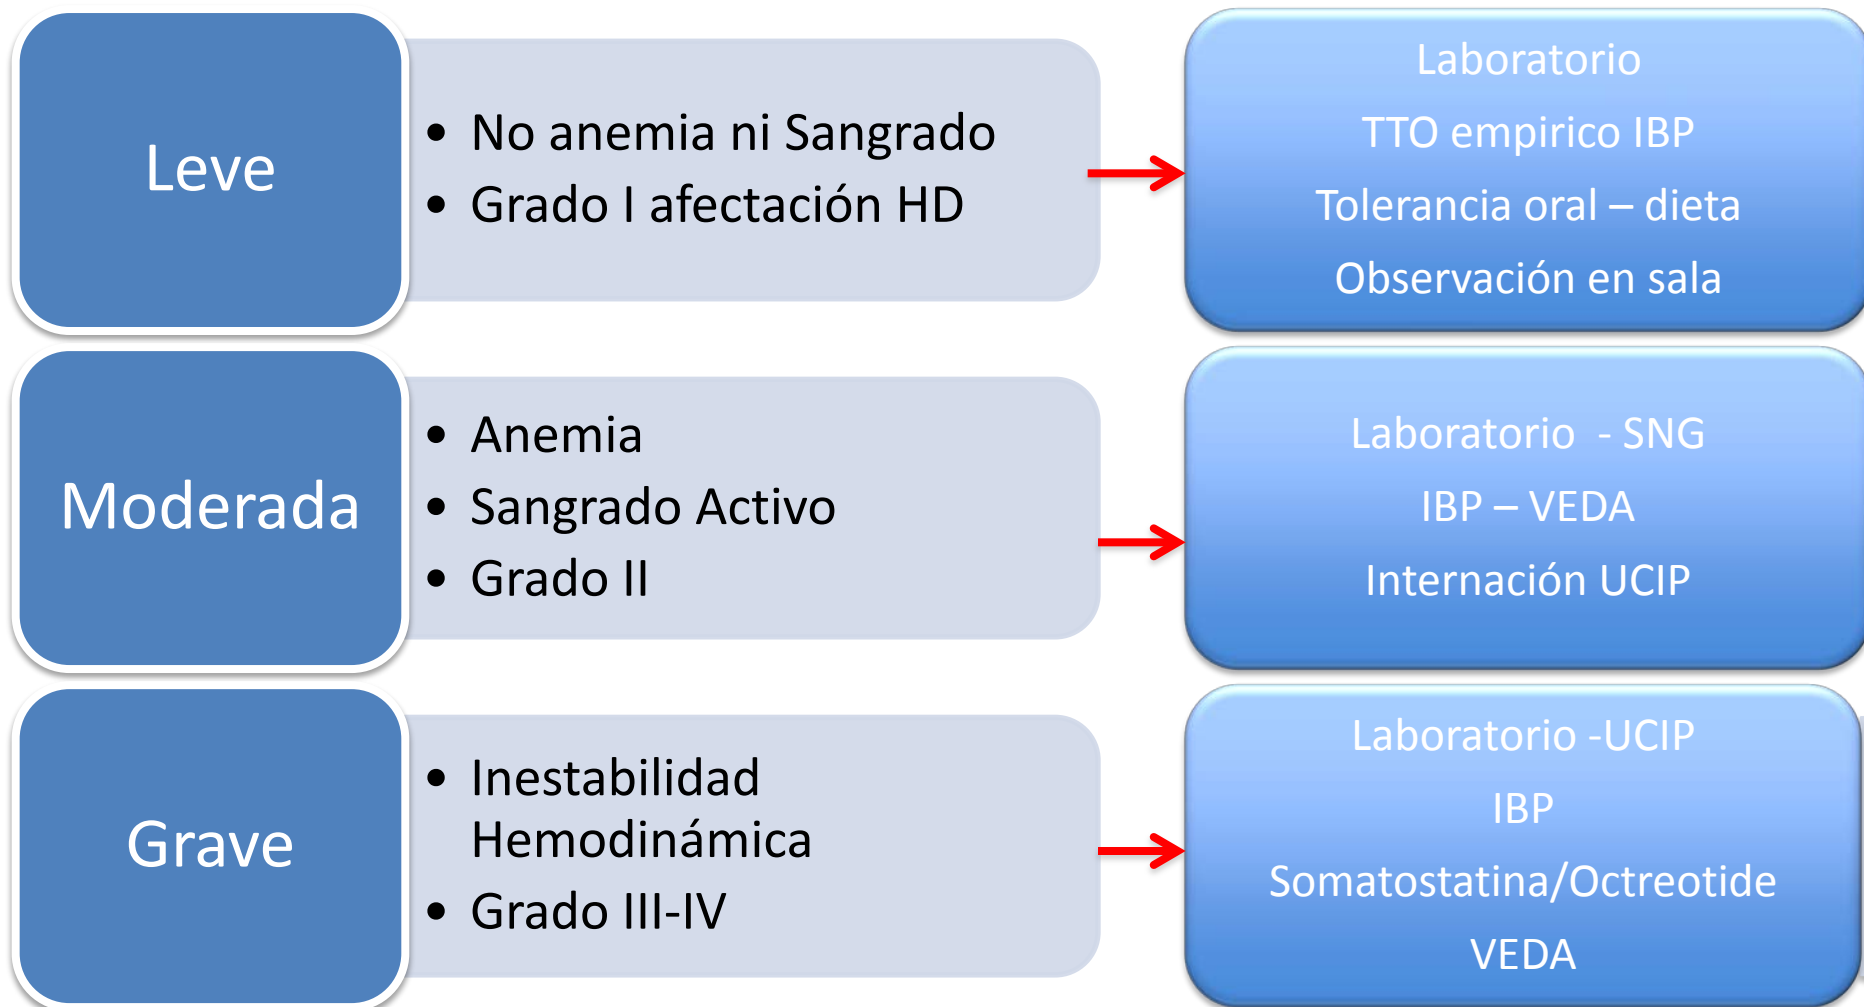 Leve
• No anemia ni Sangrado
• Grado I afectación HD
Laboratorio
TTO empirico IBP
Tolerancia oral – dieta
Observación en sala
Moderada
• Anemia
• Sangrado Activo
• Grado II
Laboratorio - SNG
IBP – VEDA
Internación UCIP
Grave
• Inestabilidad
Hemodinámica
• Grado III-IV
Laboratorio -UCIP
IBP
Somatostatina/Octreotide
VEDA